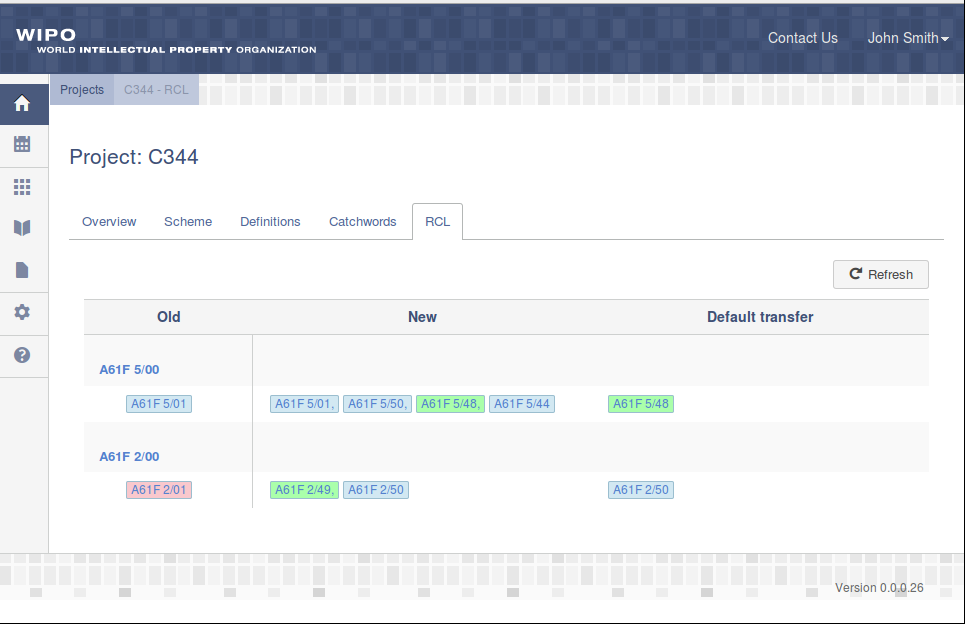 WIPO
WORLD INTELLECTUAL PROPERTY ORGANIZATION
Contact Us John Smith
Projects C344 - RCL
Project: C344
Overview Scheme Definitions Catchwords RCL
Refresh
Old New Default transfer
A61F 5/00
A61F 5/01 A61F 5/01, A61F 5/50, A61F 5/48, A61F 5/44 A61F 5/48
A61F 2/00
A61F 2/01 A61F 2/49, A61F 2/50 A61F 2/50
Version 0.0.0.26